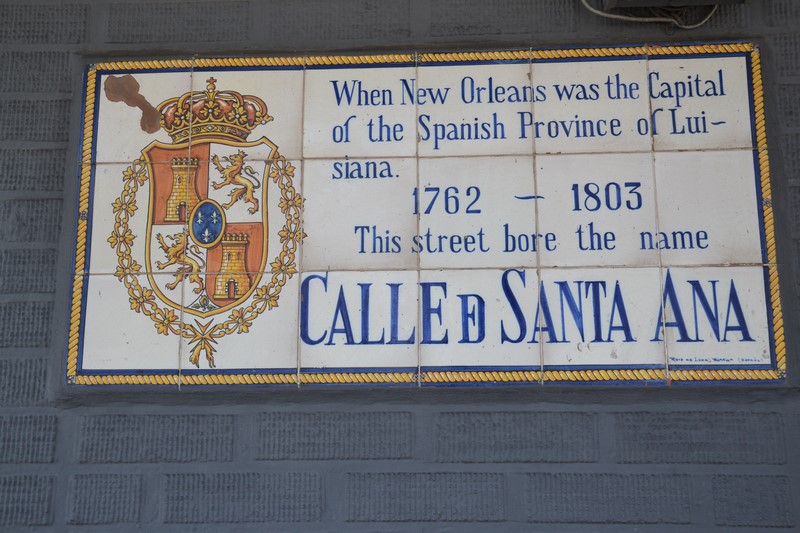 When New Orleans was the Capital
of the Spanish Province of Lui-
siana.
1762 — 1803
This street bore the name
CALLE D SANTA ANA